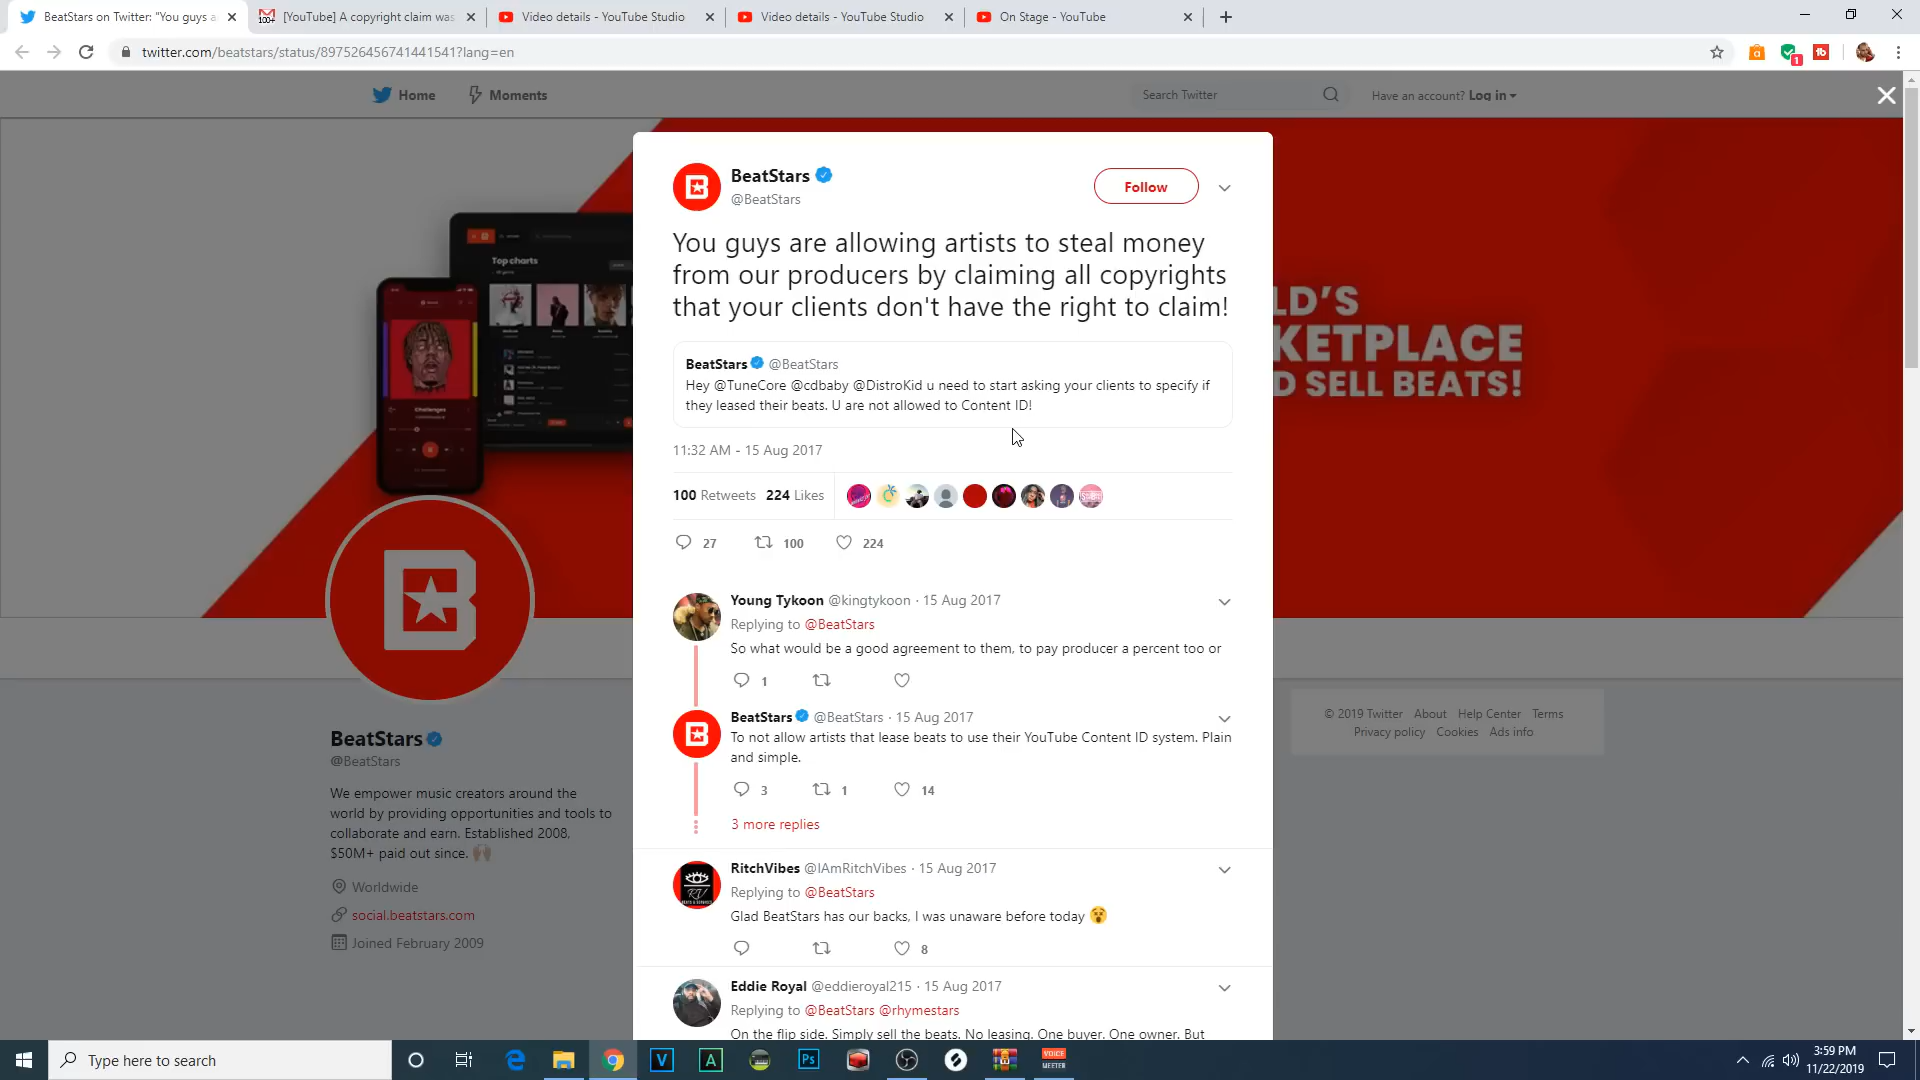 BeatStars on Twitter: "You guys a
[YouTube] A copyright claim was
Video details - YouTube Studio
Video details - YouTube Studio
On Stage - YouTube
twitter.com/beatstars/status/897526456741441541?lang=en
1
Home
Moments
Search Twitter
Have an account? Log in
Top charts
Challenges
LD'S
KETPLACE
D SELL BEATS!
BeatStars
@BeatStars
Follow
You guys are allowing artists to steal money
from our producers by claiming all copyrights
that your clients don't have the right to claim!
BeatStars @BeatStars
Hey @TuneCore @cdbaby @DistroKid u need to start asking your clients to specify if
they leased their beats. U are not allowed to Content ID!
11:32 AM - 15 Aug 2017
100 Retweets 224 Likes
27 100 224
Young Tykoon @kingtykoon · 15 Aug 2017
Replying to @BeatStars
So what would be a good agreement to them, to pay producer a percent too or
1
BeatStars @BeatStars · 15 Aug 2017
To not allow artists that lease beats to use their YouTube Content ID system. Plain
and simple.
3 1 14
3 more replies
RitchVibes @IAmRitchVibes · 15 Aug 2017
Replying to @BeatStars
Glad BeatStars has our backs, I was unaware before today 😯
8
Eddie Royal @eddieroyal215 · 15 Aug 2017
Replying to @BeatStars @rhymestars
On the flip side. Simply sell the beats. No leasing. One buyer. One owner. But
BeatStars
@BeatStars
We empower music creators around the
world by providing opportunities and tools to
collaborate and earn. Established 2008.
$50M+ paid out since. 🙌🏽
Worldwide
social.beatstars.com
Joined February 2009
© 2019 Twitter About Help Center Terms
Privacy policy Cookies Ads info
Type here to search
3:59 PM
11/22/2019